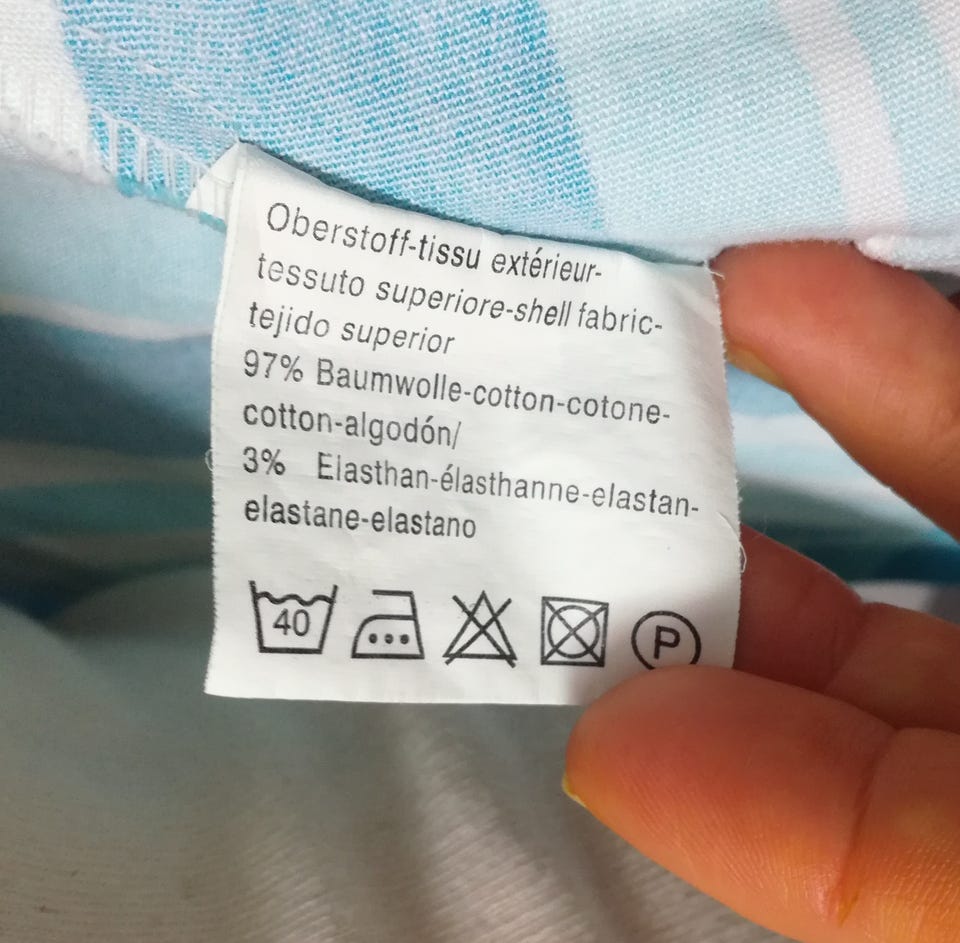 Oberstoff-tissu extérieur-
tessuto superiore-shell fabric-
tejido superior
97% Baumwolle-cotton-cotone-
cotton-algodón/
3% Elasthan-élasthanne-elastan-
elastane-elastano
40 P